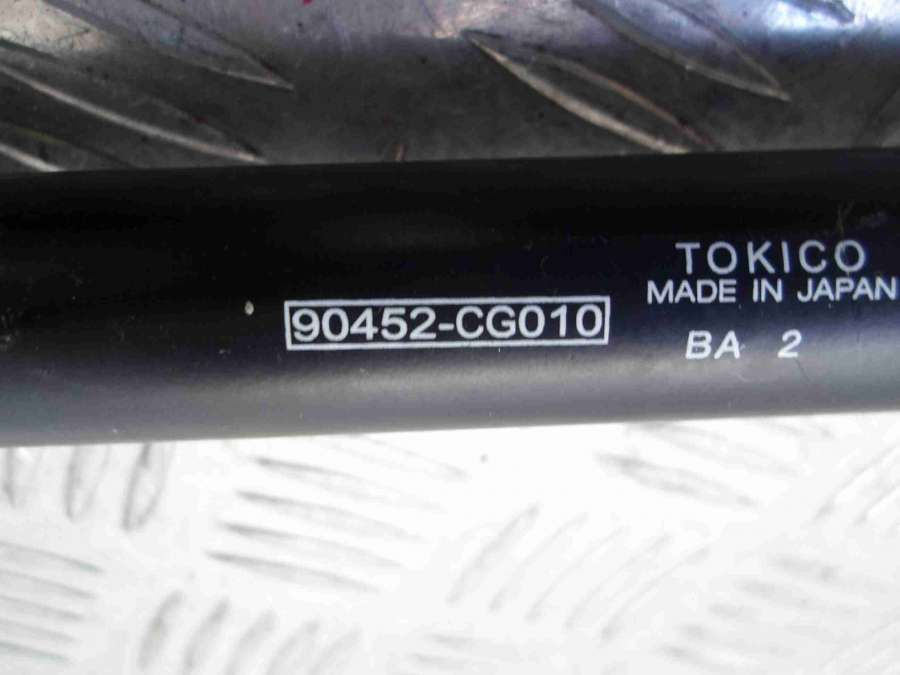 TOKICO
MADE IN JAPAN
90452-CG010
BA 2